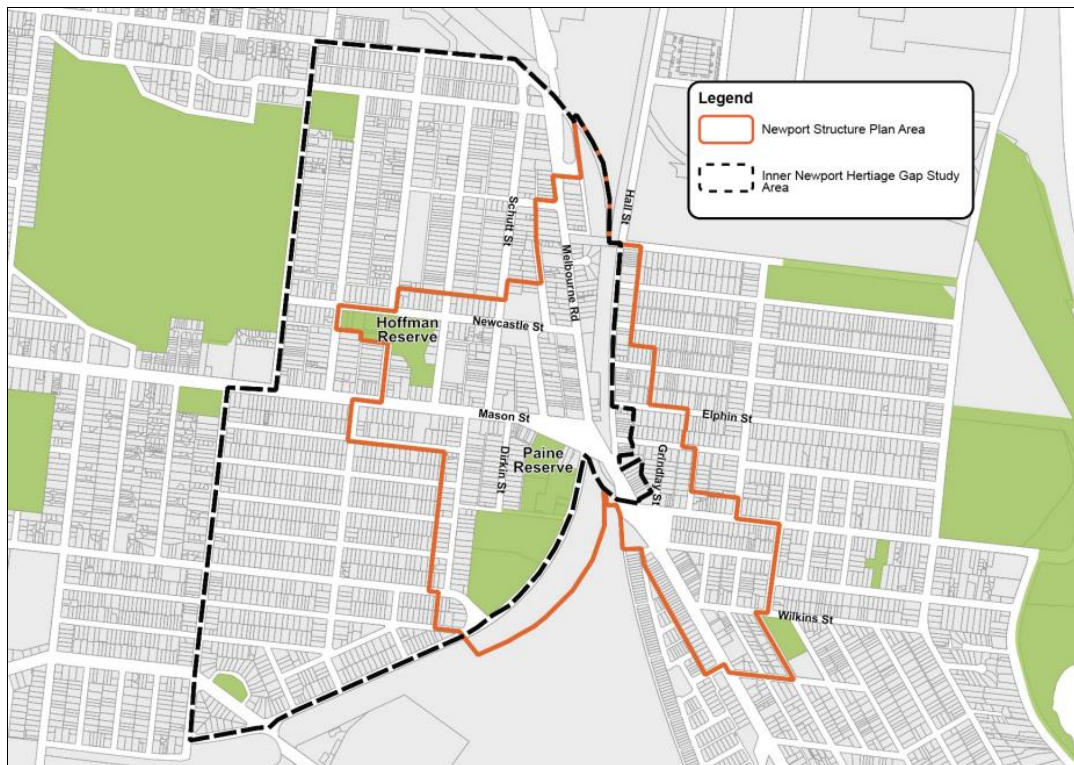 Legend
Newport Structure Plan Area
Inner Newport Hertiage Gap Study
Area
Hall St
Schutt St
Melbourne Rd
Hoffman
Reserve
Newcastle St
Mason St
Elphin St
Paine
Reserve
Dirkin St
Grindlay St
Wilkins St